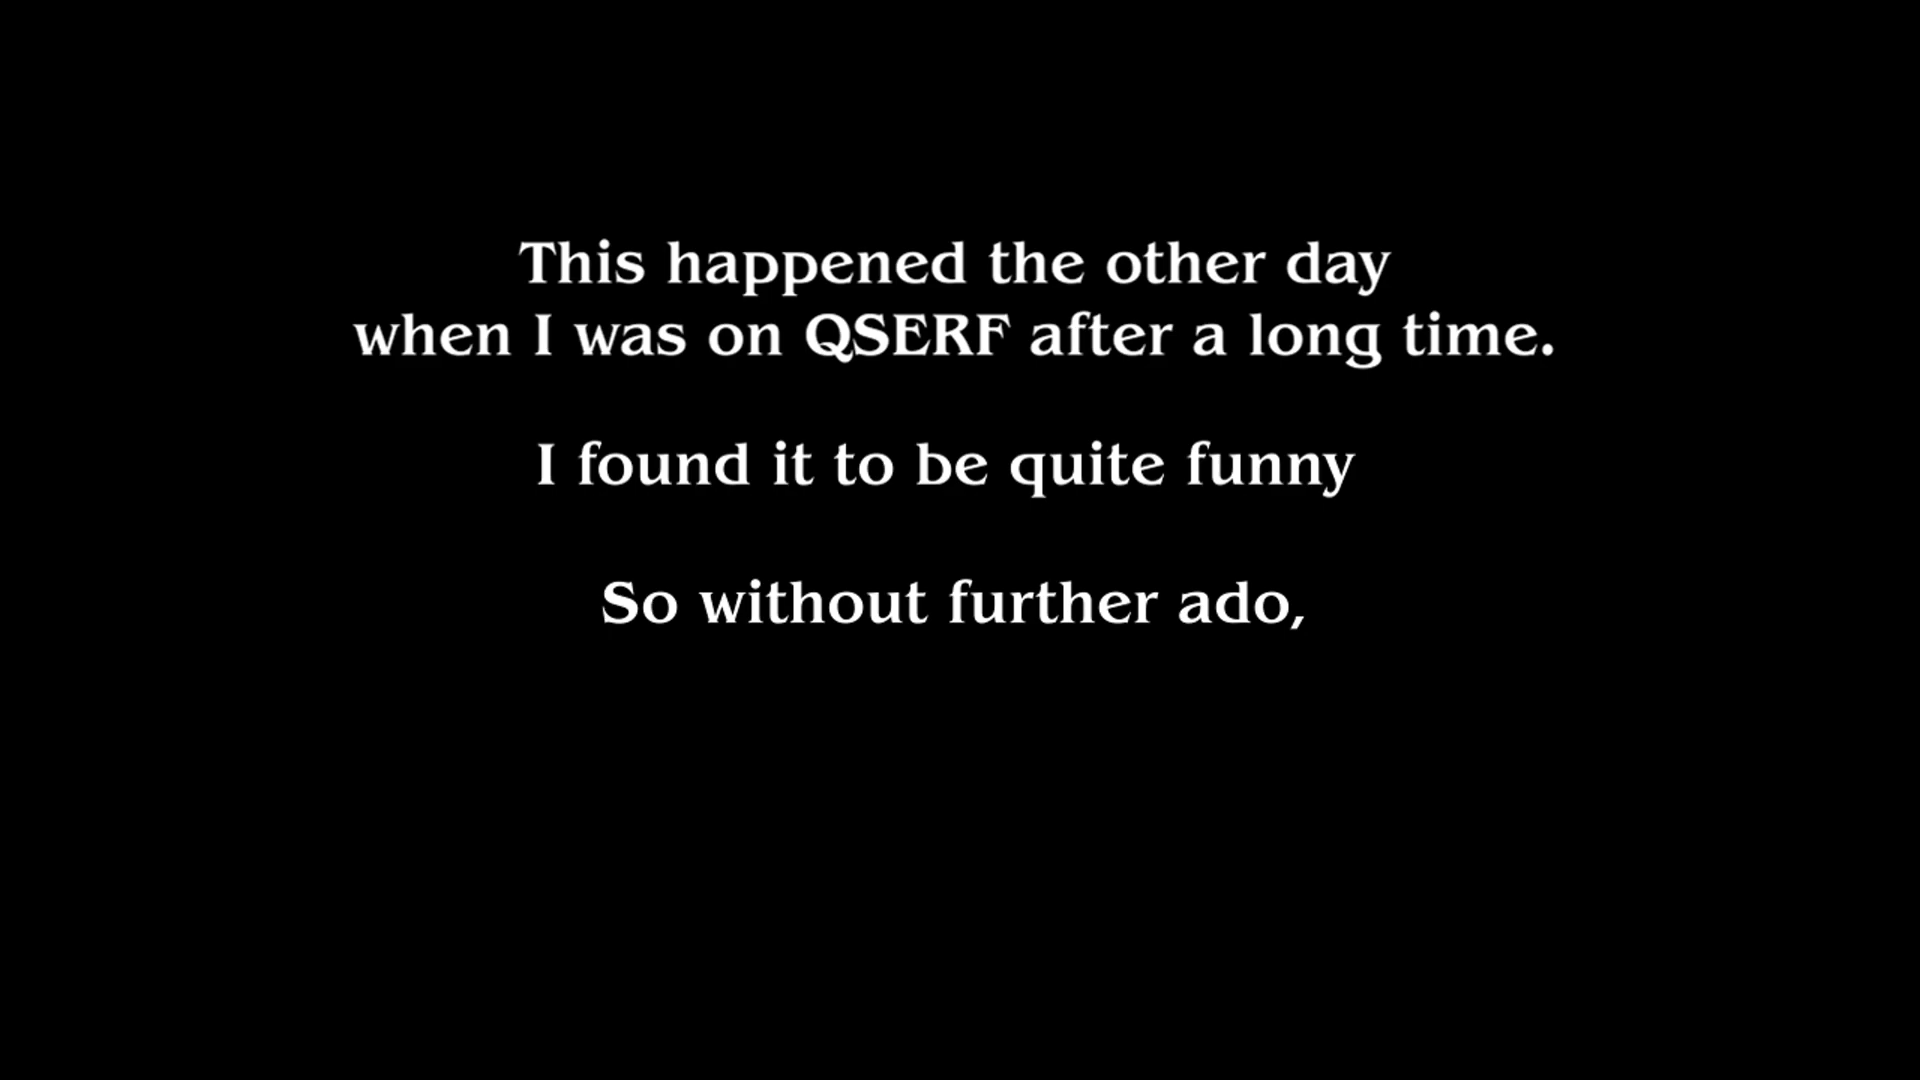 This happened the other day
when I was on QSERF after a long time.
I found it to be quite funny
So without further ado,